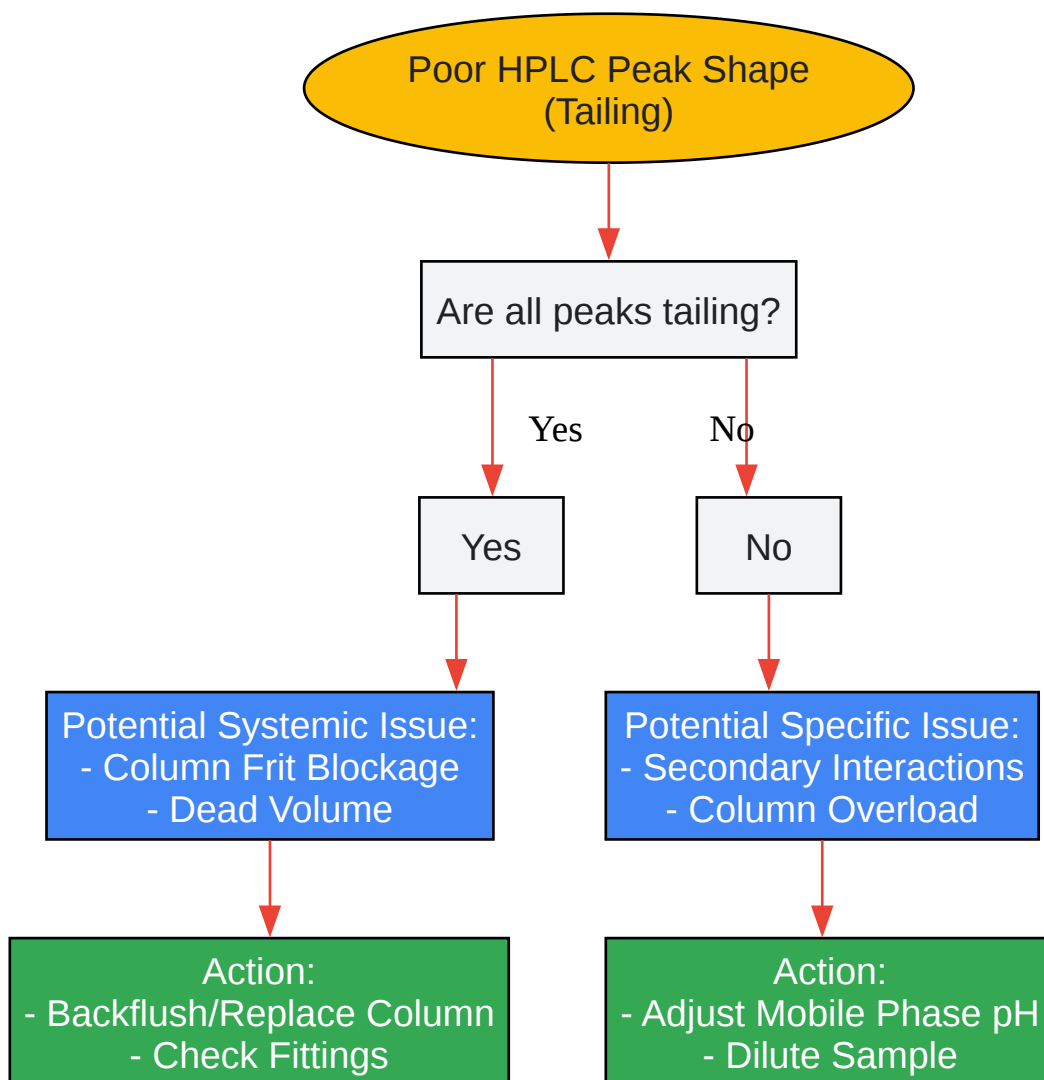 Poor HPLC Peak Shape
(Tailing)
Are all peaks tailing?
Yes
No
Yes
No
Potential Systemic Issue:
- Column Frit Blockage
- Dead Volume
Potential Specific Issue:
- Secondary Interactions
- Column Overload
Action:
- Backflush/Replace Column
- Check Fittings
Action:
- Adjust Mobile Phase pH
- Dilute Sample